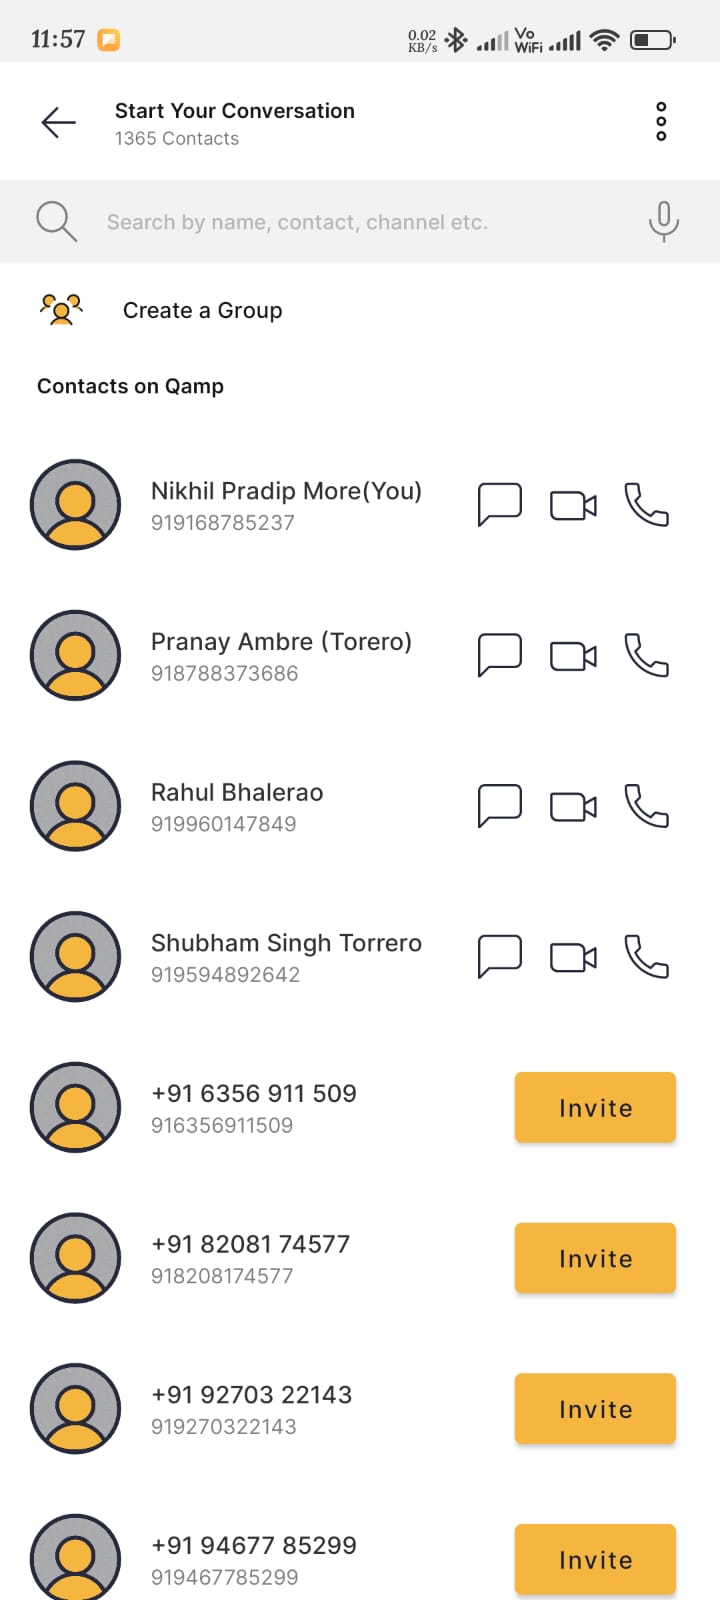 11:57
0.02
KB/s
Vo
WiFi
Start Your Conversation
1365 Contacts
Search by name, contact, channel etc.
Create a Group
Contacts on Qamp
Nikhil Pradip More(You)
919168785237
Pranay Ambre (Torero)
918788373686
Rahul Bhalerao
919960147849
Shubham Singh Torrero
919594892642
+91 6356 911 509
916356911509
Invite
+91 82081 74577
918208174577
Invite
+91 92703 22143
919270322143
Invite
+91 94677 85299
919467785299
Invite